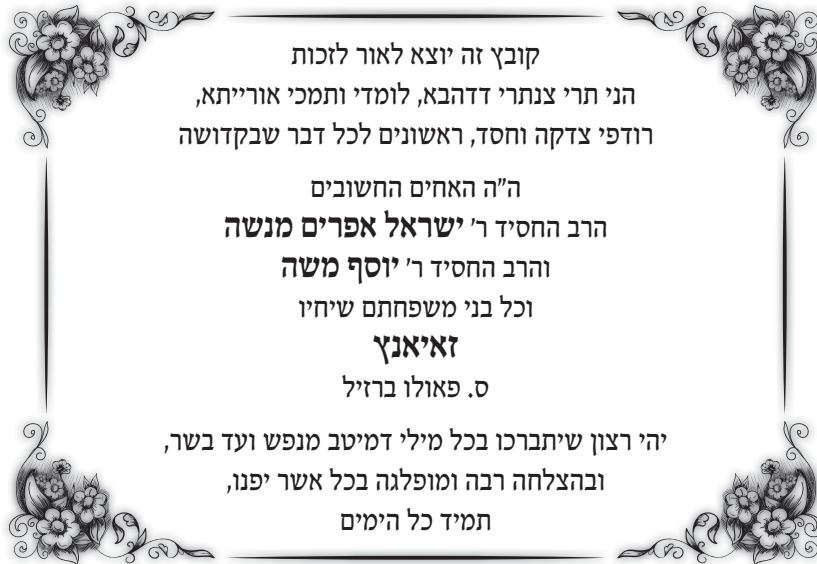 קובץ זה יוצא לאור לזכות
הני תרי צנתרי דדהבא, לומדי ותמכי אורייתא,
רודפי צדקה וחסד, ראשונים לכל דבר שבקדושה
ה"ה האחים החשובים
הרב החסיד ר' ישראל אפרים מנשה
והרב החסיד ר' יוסף משה
וכל בני משפחתם שיחיו
זאיאנץ
ס. פאולו ברזיל
יהי רצון שיתברכו בכל מילי דמיטב מנפש ועד בשר,
ובהצלחה רבה ומופלגה בכל אשר יפנו,
תמיד כל הימים